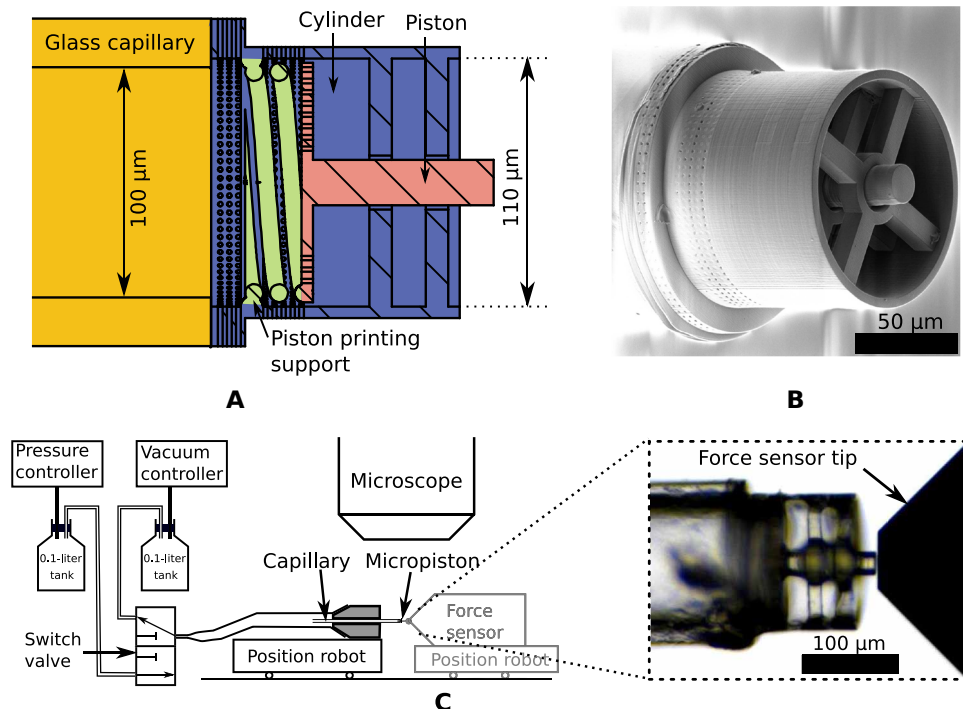 Cylinder
Piston
Glass capillary
100 µm
110 µm
Piston printing
support
50 µm
A
B
Pressure
controller
Vacuum
controller
0.1-liter
tank
0.1-liter
tank
Switch
valve
Microscope
Capillary
Micropiston
Force
sensor
Position robot
Position robot
Force sensor tip
100 µm
C